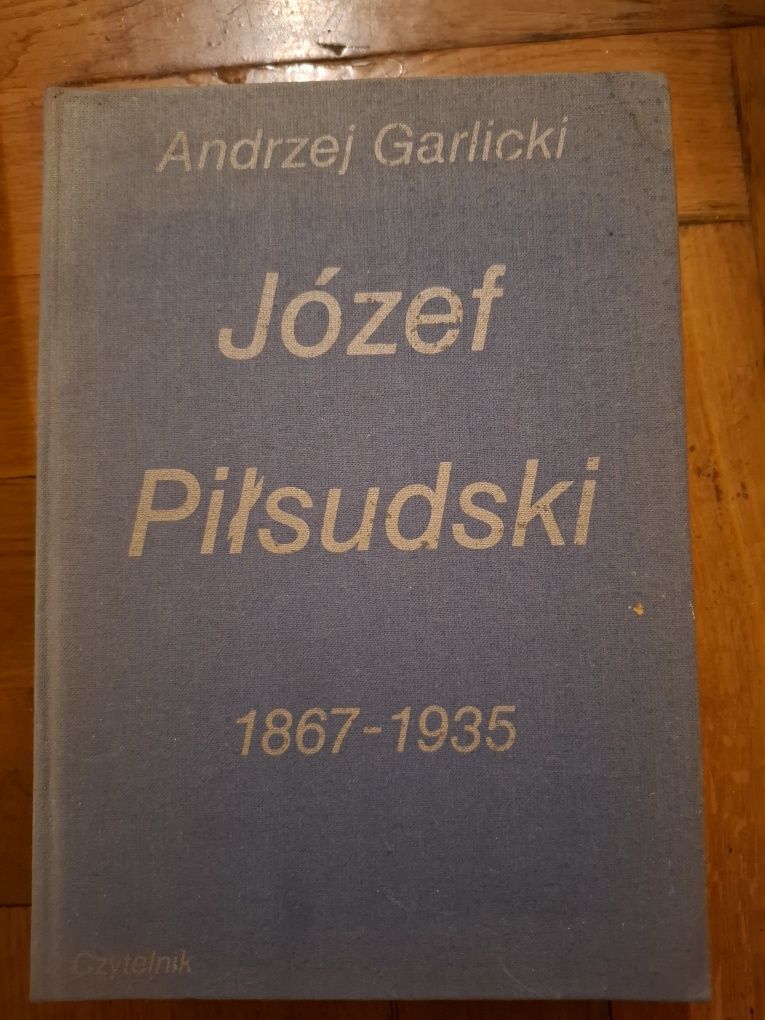 Andrzej Garlicki
Józef
Piłsudski
1867-1935
Czytelnik